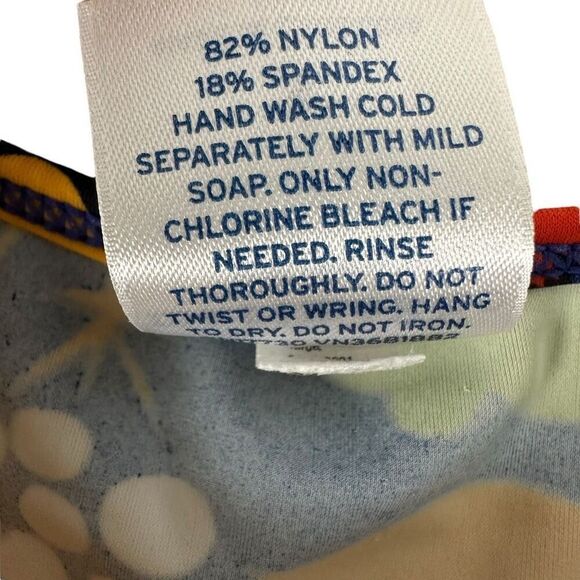 82% NYLON
18% SPANDEX
HAND WASH COLD
SEPARATELY WITH MILD
SOAP. ONLY NON-
CHLORINE BLEACH IF
NEEDED. RINSE
THOROUGHLY. DO NOT
TWIST OR WRING. HANG
TO DRY. DO NOT IRON.